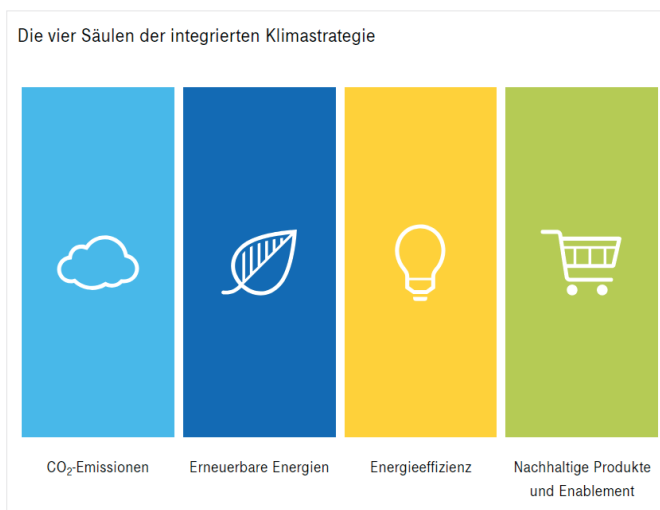 Die vier Säulen der integrierten Klimastrategie
CO₂-Emissionen
Erneuerbare Energien
Energieeffizienz
Nachhaltige Produkte
und Enablement